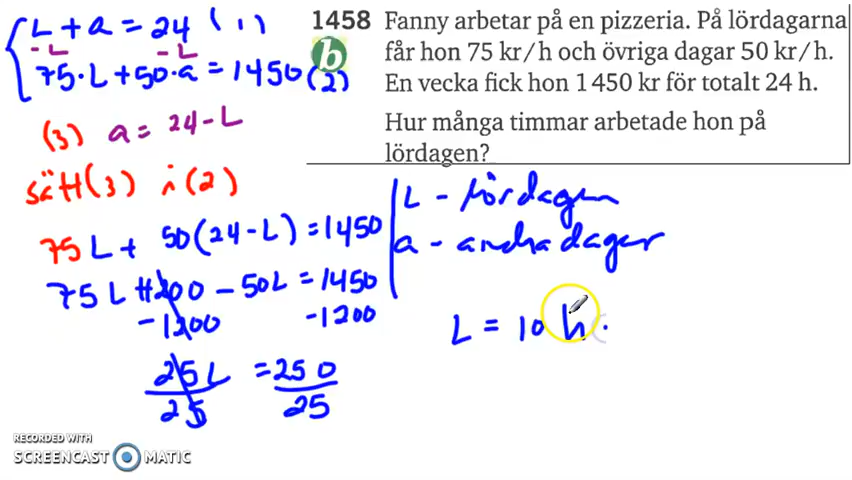 L + a = 24 (1)
-L -L
75·L+50·a=1450 (2)
(3) a = 24-L
sätt(3) i (2)
75L + 50(24-L)=1450
75L+1200 - 50L = 1450
-1200 -1200
25L = 250
25 25
1458 Fanny arbetar på en pizzeria. På lördagarna
b får hon 75 kr/h och övriga dagar 50 kr/h.
En vecka fick hon 1 450 kr för totalt 24 h.
Hur många timmar arbetade hon på
lördagen?
L - lördagen
a - andra dagar
L = 10 h.
RECORDED WITH
SCREENCAST MATIC